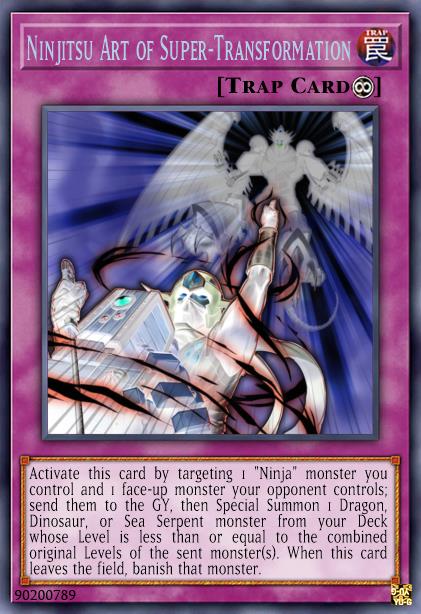 Ninjitsu Art of Super-Transformation
TRAP
罠
[Trap Card]
Activate this card by targeting 1 "Ninja" monster you
control and 1 face-up monster your opponent controls;
send them to the GY, then Special Summon 1 Dragon,
Dinosaur, or Sea Serpent monster from your Deck
whose Level is less than or equal to the combined
original Levels of the sent monster(s). When this card
leaves the field, banish that monster.
90200789